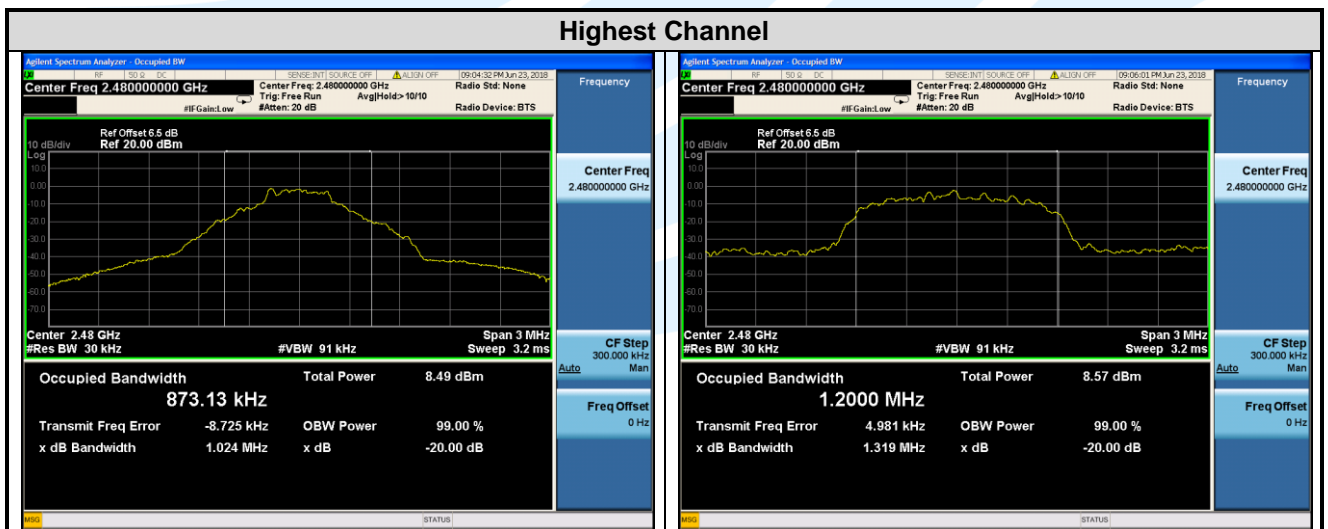 Highest Channel
Agilent Spectrum Analyzer - Occupied BW
RF 50 Ω DC SENSE:INT SOURCE OFF ALIGN OFF 09:04:32 PM Jun 23, 2018
Center Freq 2.480000000 GHz
Center Freq: 2.480000000 GHz
Radio Std: None
Trig: Free Run Avg|Hold:> 10/10
#IFGain:Low #Atten: 20 dB Radio Device: BTS
Ref Offset 6.5 dB
10 dB/div Ref 20.00 dBm
Log
10.0
0.00
-10.0
-20.0
-30.0
-40.0
-50.0
-60.0
-70.0
Center 2.48 GHz Span 3 MHz
#Res BW 30 kHz #VBW 91 kHz Sweep 3.2 ms
Occupied Bandwidth Total Power 8.49 dBm
873.13 kHz
Transmit Freq Error -8.725 kHz OBW Power 99.00 %
x dB Bandwidth 1.024 MHz x dB -20.00 dB
MSG STATUS
Frequency
Center Freq
2.480000000 GHz
CF Step
300.000 kHz
Auto Man
Freq Offset
0 Hz
Agilent Spectrum Analyzer - Occupied BW
RF 50 Ω DC SENSE:INT SOURCE OFF ALIGN OFF 09:06:01 PM Jun 23, 2018
Center Freq 2.480000000 GHz
Center Freq: 2.480000000 GHz
Radio Std: None
Trig: Free Run Avg|Hold:> 10/10
#IFGain:Low #Atten: 20 dB Radio Device: BTS
Ref Offset 6.5 dB
10 dB/div Ref 20.00 dBm
Log
10.0
0.00
-10.0
-20.0
-30.0
-40.0
-50.0
-60.0
-70.0
Center 2.48 GHz Span 3 MHz
#Res BW 30 kHz #VBW 91 kHz Sweep 3.2 ms
Occupied Bandwidth Total Power 8.57 dBm
1.2000 MHz
Transmit Freq Error 4.981 kHz OBW Power 99.00 %
x dB Bandwidth 1.319 MHz x dB -20.00 dB
MSG STATUS
Frequency
Center Freq
2.480000000 GHz
CF Step
300.000 kHz
Auto Man
Freq Offset
0 Hz